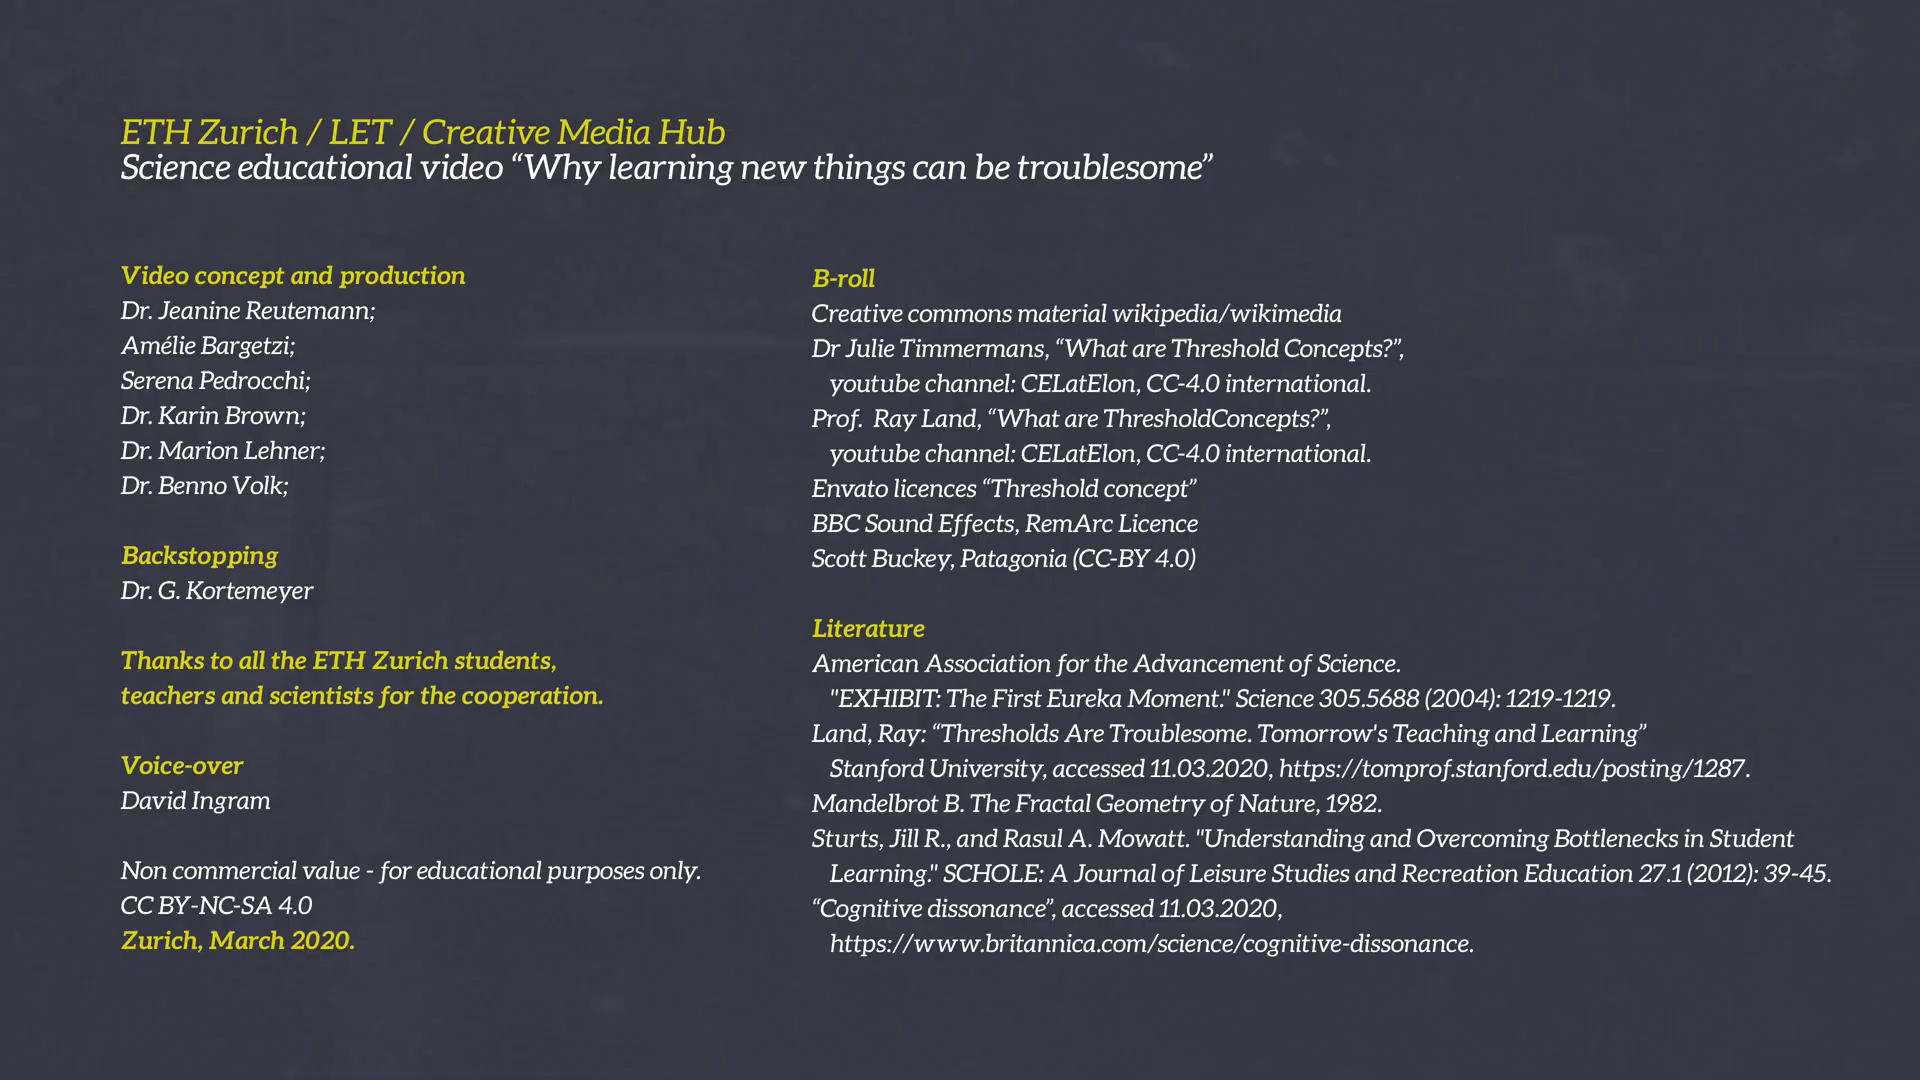 ETH Zurich / LET / Creative Media Hub
Science educational video “Why learning new things can be troublesome”
Video concept and production
Dr. Jeanine Reutemann;
Amélie Bargetzi;
Serena Pedrocchi;
Dr. Karin Brown;
Dr. Marion Lehner;
Dr. Benno Volk;
Backstopping
Dr. G. Kortemeyer
Thanks to all the ETH Zurich students,
teachers and scientists for the cooperation.
Voice-over
David Ingram
Non commercial value - for educational purposes only.
CC BY-NC-SA 4.0
Zurich, March 2020.
B-roll
Creative commons material wikipedia/wikimedia
Dr Julie Timmermans, “What are Threshold Concepts?”,
youtube channel: CELatElon, CC-4.0 international.
Prof.  Ray Land, “What are ThresholdConcepts?”,
youtube channel: CELatElon, CC-4.0 international.
Envato licences “Threshold concept”
BBC Sound Effects, RemArc Licence
Scott Buckey, Patagonia (CC-BY 4.0)
Literature
American Association for the Advancement of Science.
"EXHIBIT: The First Eureka Moment." Science 305.5688 (2004): 1219-1219.
Land, Ray: “Thresholds Are Troublesome. Tomorrow's Teaching and Learning”
Stanford University, accessed 11.03.2020, https://tomprof.stanford.edu/posting/1287.
Mandelbrot B. The Fractal Geometry of Nature, 1982.
Sturts, Jill R., and Rasul A. Mowatt. "Understanding and Overcoming Bottlenecks in Student
Learning." SCHOLE: A Journal of Leisure Studies and Recreation Education 27.1 (2012): 39-45.
“Cognitive dissonance”, accessed 11.03.2020,
https://www.britannica.com/science/cognitive-dissonance.